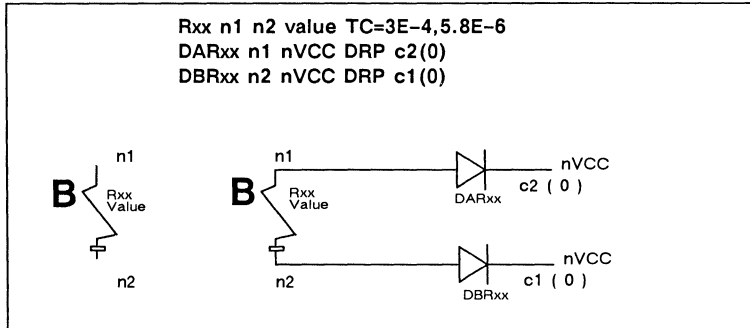 Rxx n1 n2 value TC=3E-4,5.8E-6
DARxx n1 nVCC DRP c2(0)
DBRxx n2 nVCC DRP c1(0)
n1
B
Rxx
Value
n2
n1
B
Rxx
Value
n2
DARxx
nVCC
c2 ( 0 )
DBRxx
nVCC
c1 ( 0 )